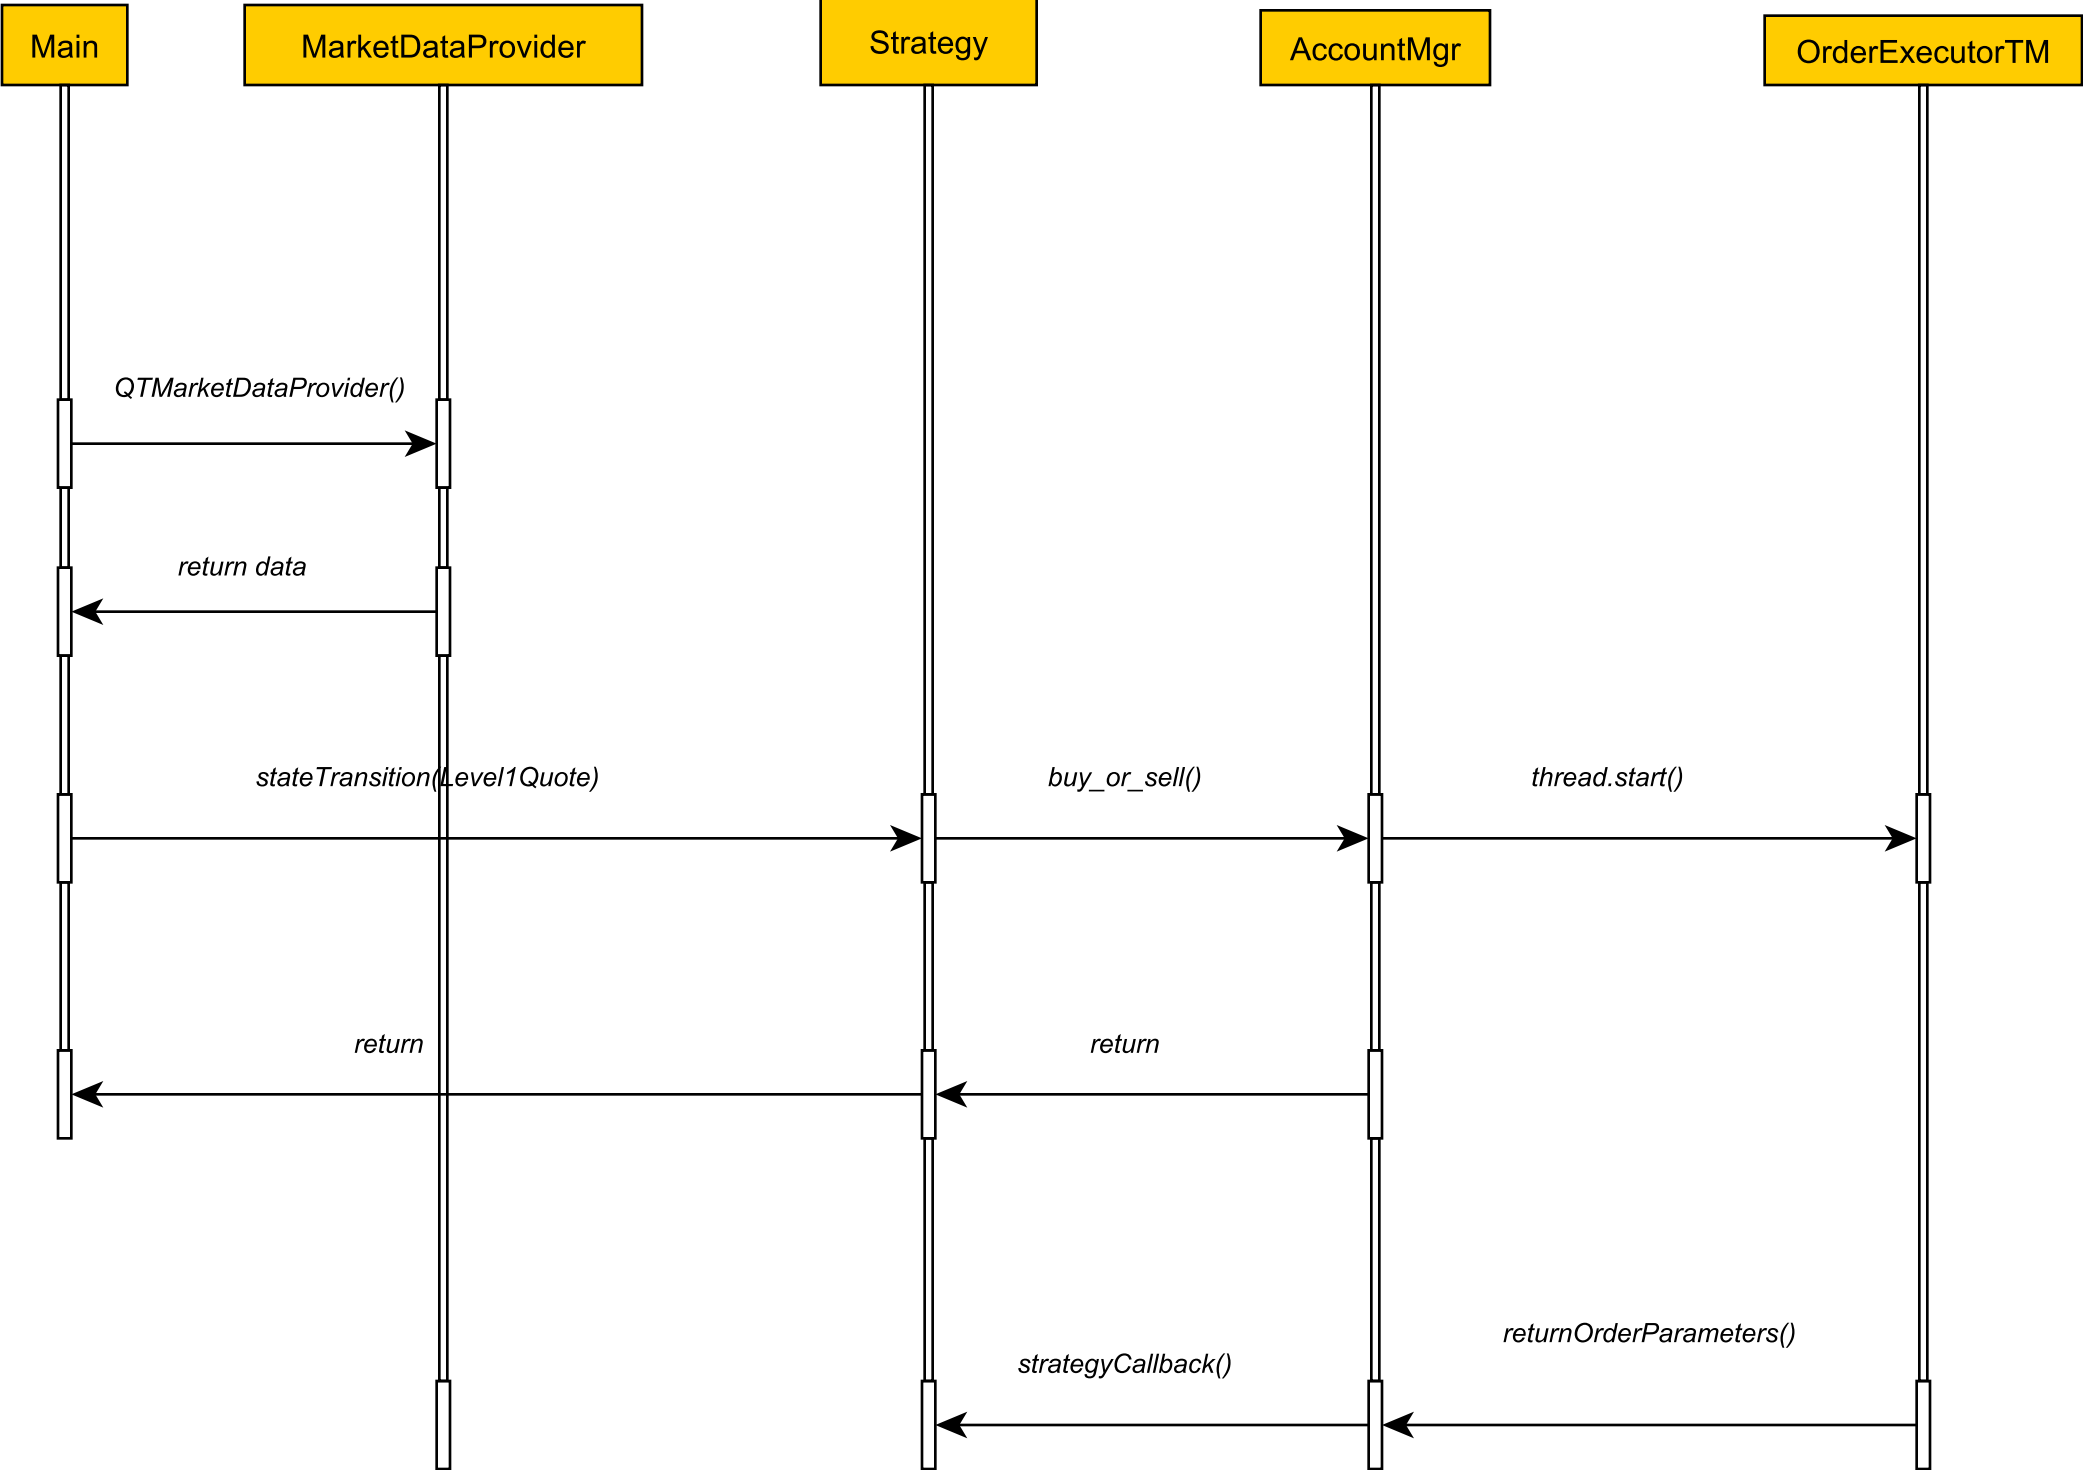 Main
MarketDataProvider
Strategy
AccountMgr
OrderExecutorTM
QTMarketDataProvider()
return data
stateTransition(Level1Quote)
buy_or_sell()
thread.start()
return
return
returnOrderParameters()
strategyCallback()